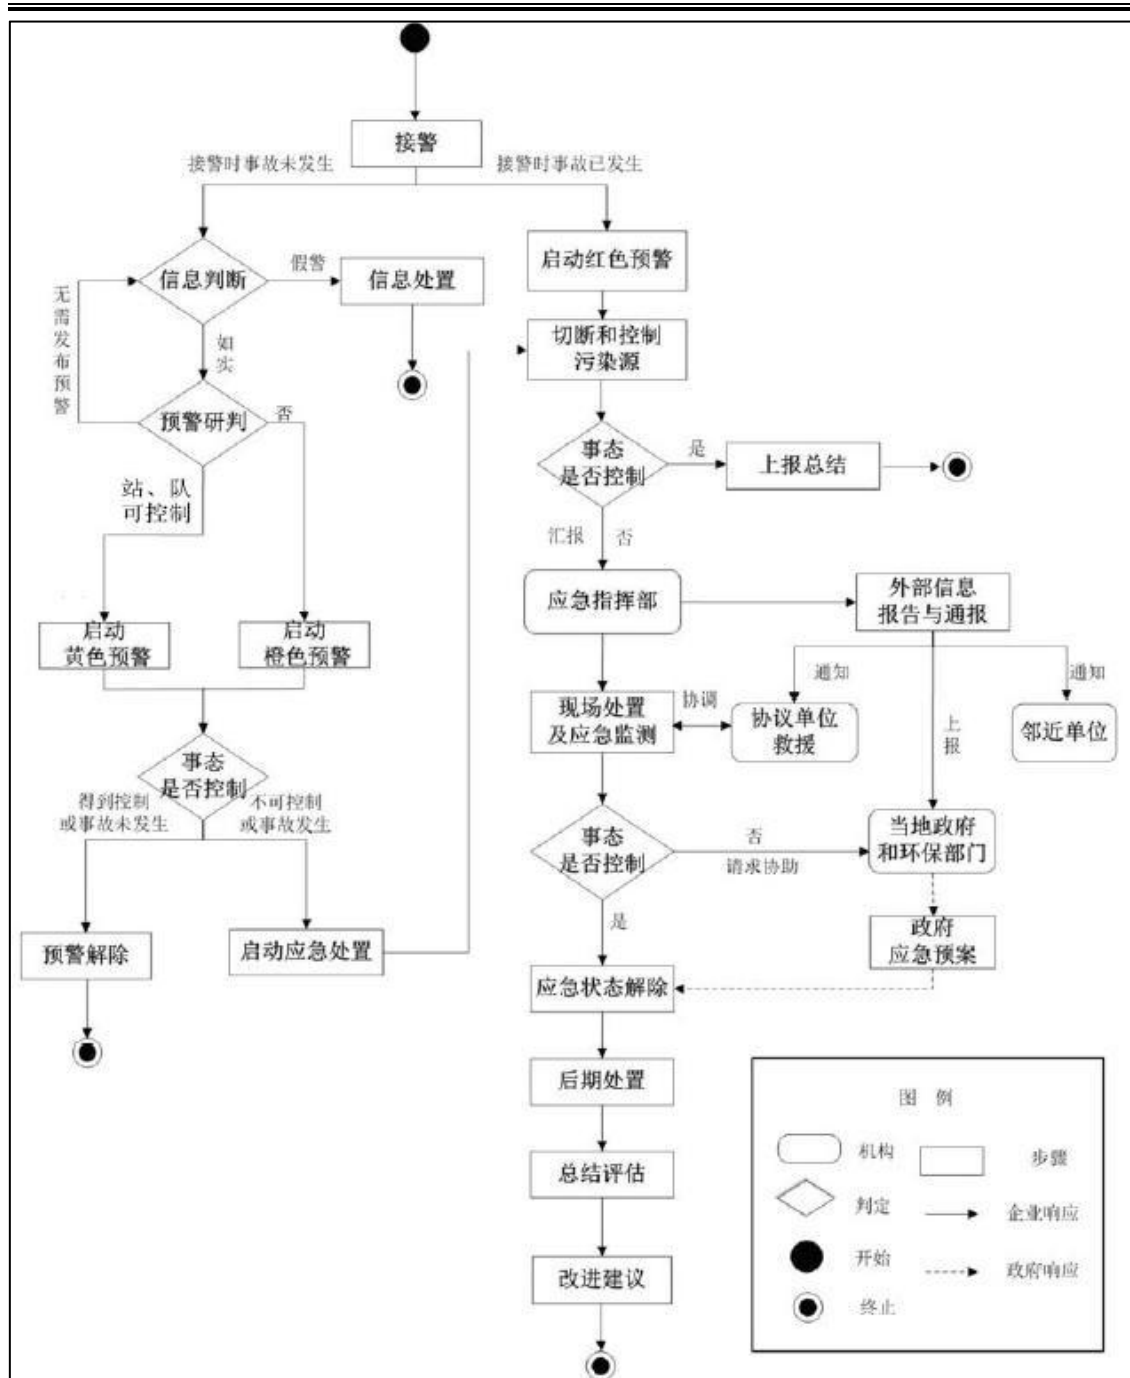 接警
接警时事故未发生
接警时事故已发生
启动红色预警
信息判断
假警
信息处置
无需发布预警
如实
切断和控制
污染源
预警研判
否
事态
是否控制
是
上报总结
站、队
可控制
汇报
否
应急指挥部
外部信息
报告与通报
启动
黄色预警
启动
橙色预警
通知
通知
现场处置
及应急监测
协调
协议单位
救援
上报
邻近单位
事态
是否控制
得到控制
或事故未发生
不可控制
或事故发生
事态
是否控制
否
请求协助
当地政府
和环保部门
是
预警解除
启动应急处置
政府
应急预案
应急状态解除
后期处置
总结评估
改进建议
图 例
机构
步骤
判定
企业响应
开始
政府响应
终止